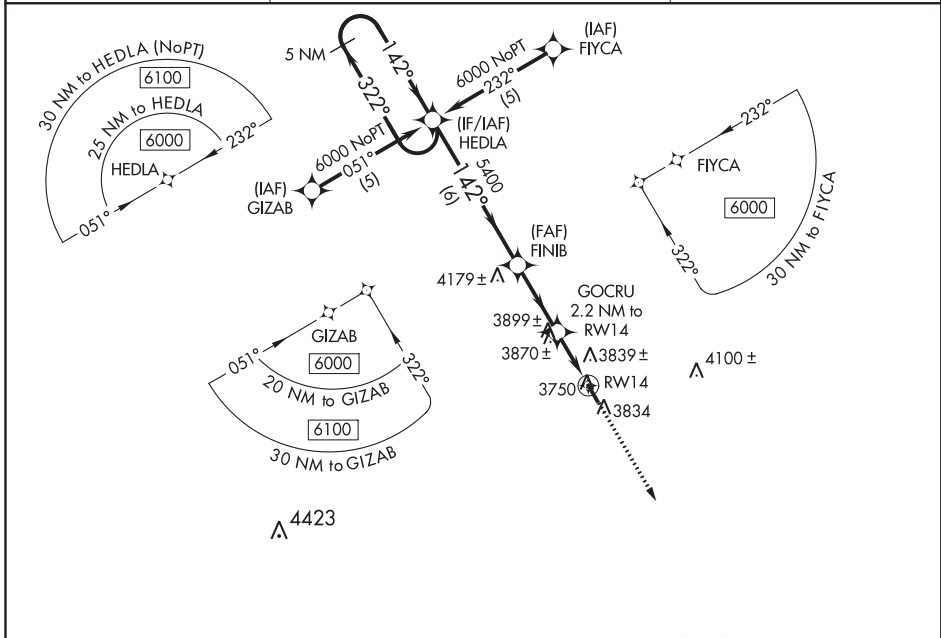 30 NM to HEDLA (NoPT)
6100
25 NM to HEDLA
6000
HEDLA
232°
051°
5 NM
142°
322°
(IAF)
FIYCA
6000 NoPT
232°
(5)
(IF/IAF)
HEDLA
6000 NoPT
051°
(5)
(IAF)
GIZAB
5400
142°
(6)
232°
FIYCA
6000
322°
30 NM to FIYCA
(FAF)
FINIB
4179 ±
GOCRU
2.2 NM to
RW14
3899 ±
3870 ±
3839 ±
4100 ±
3750
RW14
3834
GIZAB
051°
6000
322°
20 NM to GIZAB
6100
30 NM to GIZAB
4423